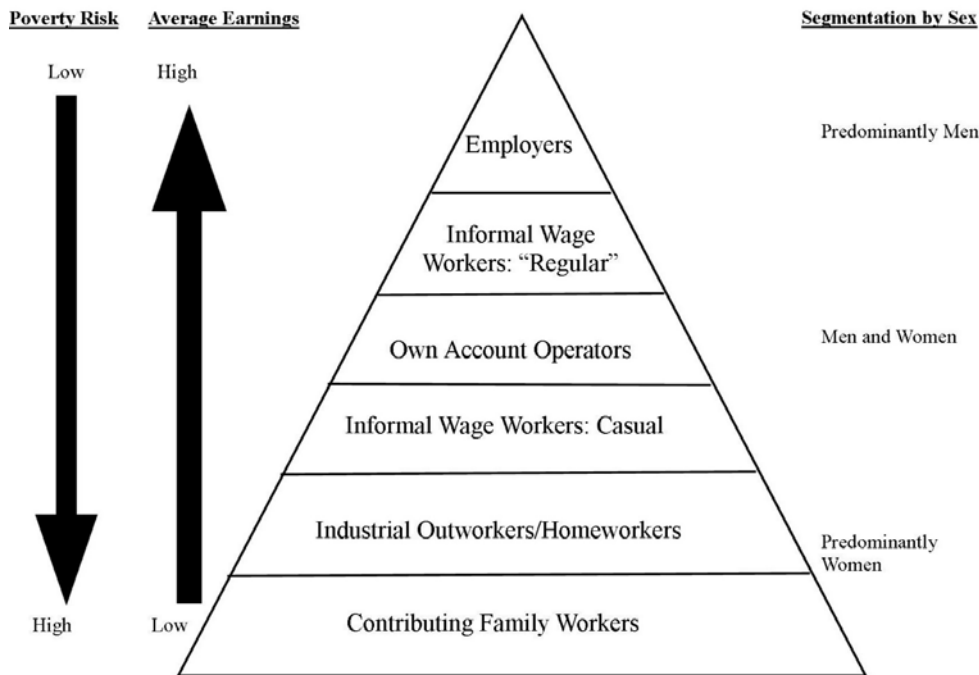 Poverty Risk
Average Earnings
Segmentation by Sex
Low
High
Predominantly Men
Employers
Informal Wage
Workers: “Regular”
Men and Women
Own Account Operators
Informal Wage Workers: Casual
Industrial Outworkers/Homeworkers
Predominantly
Women
High
Low
Contributing Family Workers